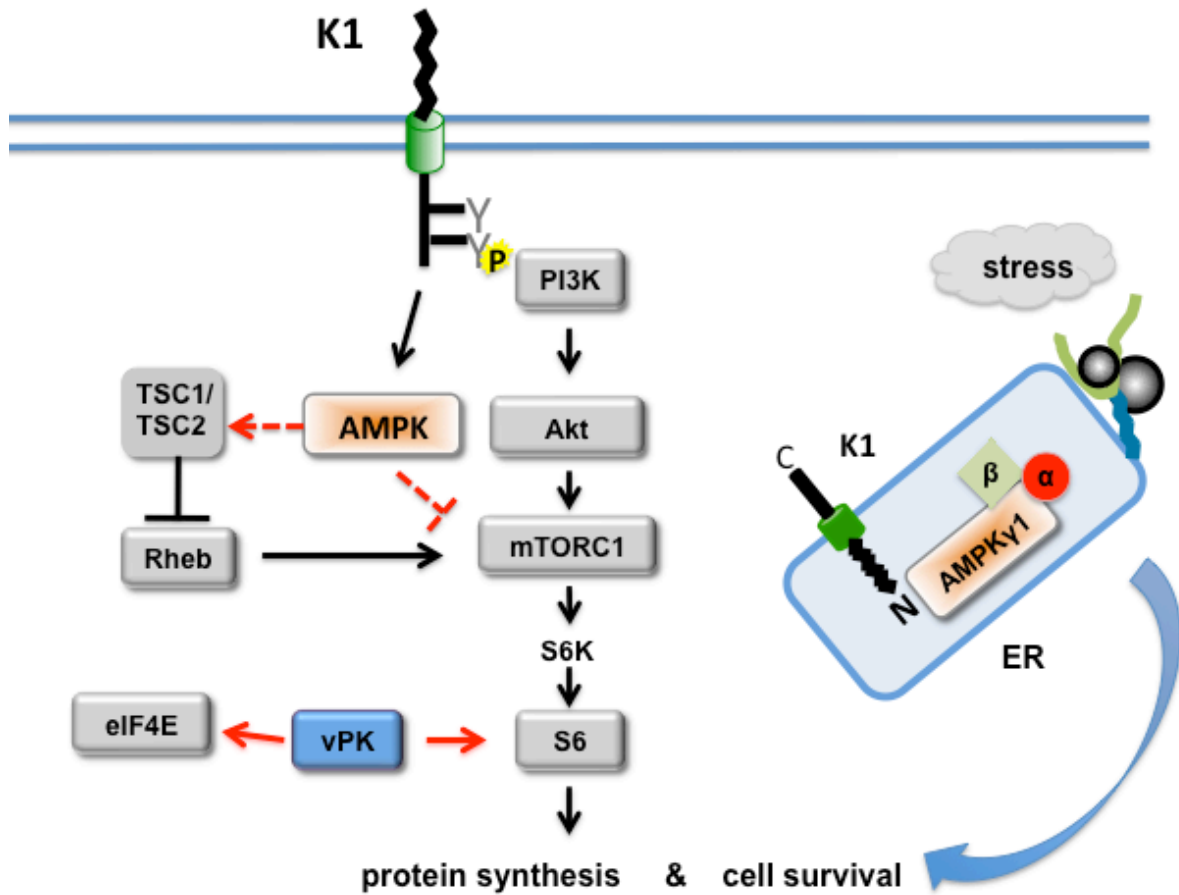 K1
Y
Y
P
PI3K
stress
TSC1/
TSC2
AMPK
Akt
C
K1
β
α
AMPKγ1
N
Rheb
mTORC1
ER
S6K
eIF4E
vPK
S6
protein synthesis & cell survival